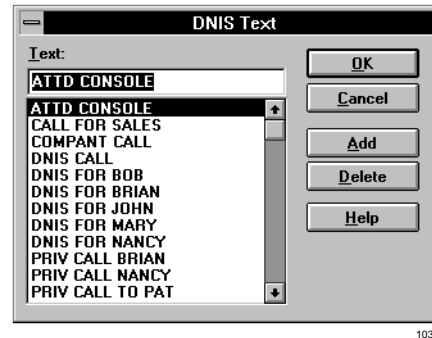 DNIS Text
Text:
ATTD CONSOLE
ATTD CONSOLE
CALL FOR SALES
COMPANT CALL
DNIS CALL
DNIS FOR BOB
DNIS FOR BRIAN
DNIS FOR JOHN
DNIS FOR MARY
DNIS FOR NANCY
PRIV CALL BRIAN
PRIV CALL NANCY
PRIV CALL TO PAT
OK
Cancel
Add
Delete
Help
103